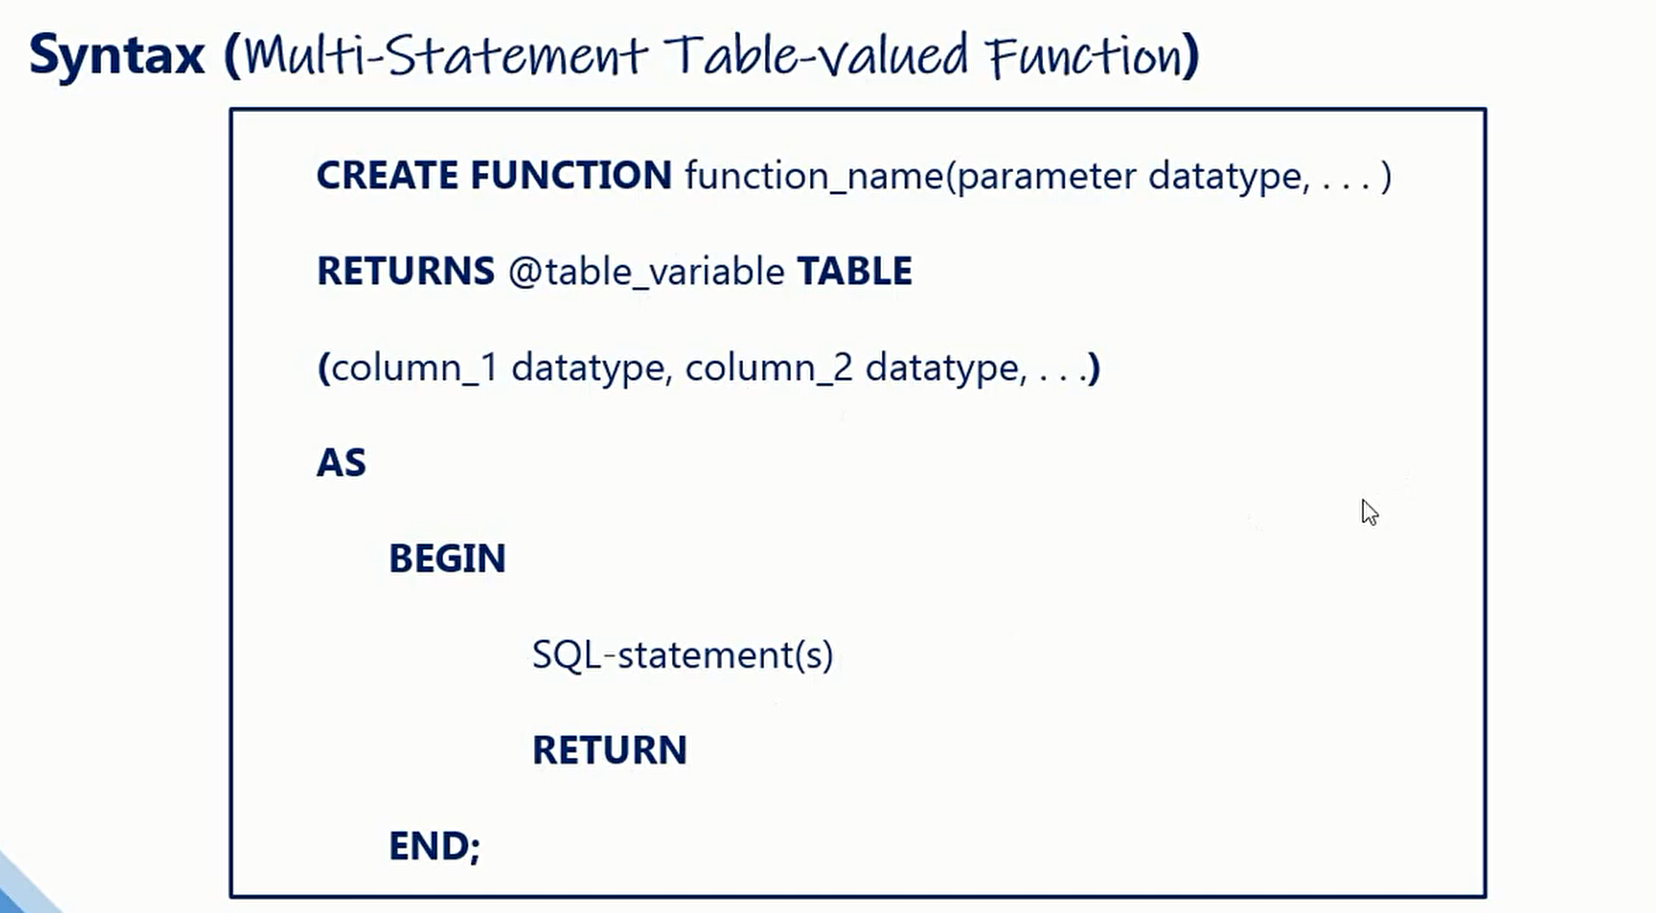 Syntax (Multi-Statement Table-valued Function)
CREATE FUNCTION function_name(parameter datatype, . . . )
RETURNS @table_variable TABLE
(column_1 datatype, column_2 datatype, . . .)
AS
BEGIN
SQL-statement(s)
RETURN
END;